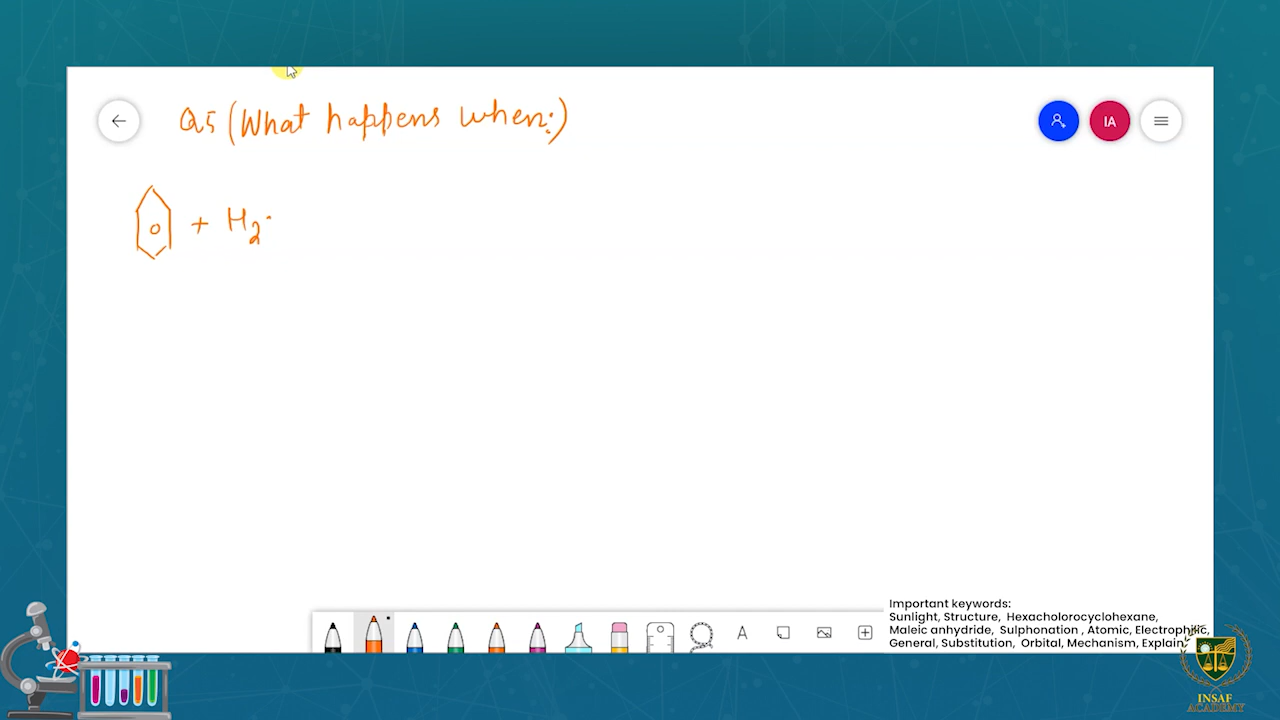 Q5 (What happens when:)
IA
+ H2
A
Important keywords:
Sunlight, Structure, Hexacholorocyclohexane,
Maleic anhydride, Sulphonation , Atomic, Electrophilic,
General, Substitution, Orbital, Mechanism, Explain
INSAF
ACADEMY